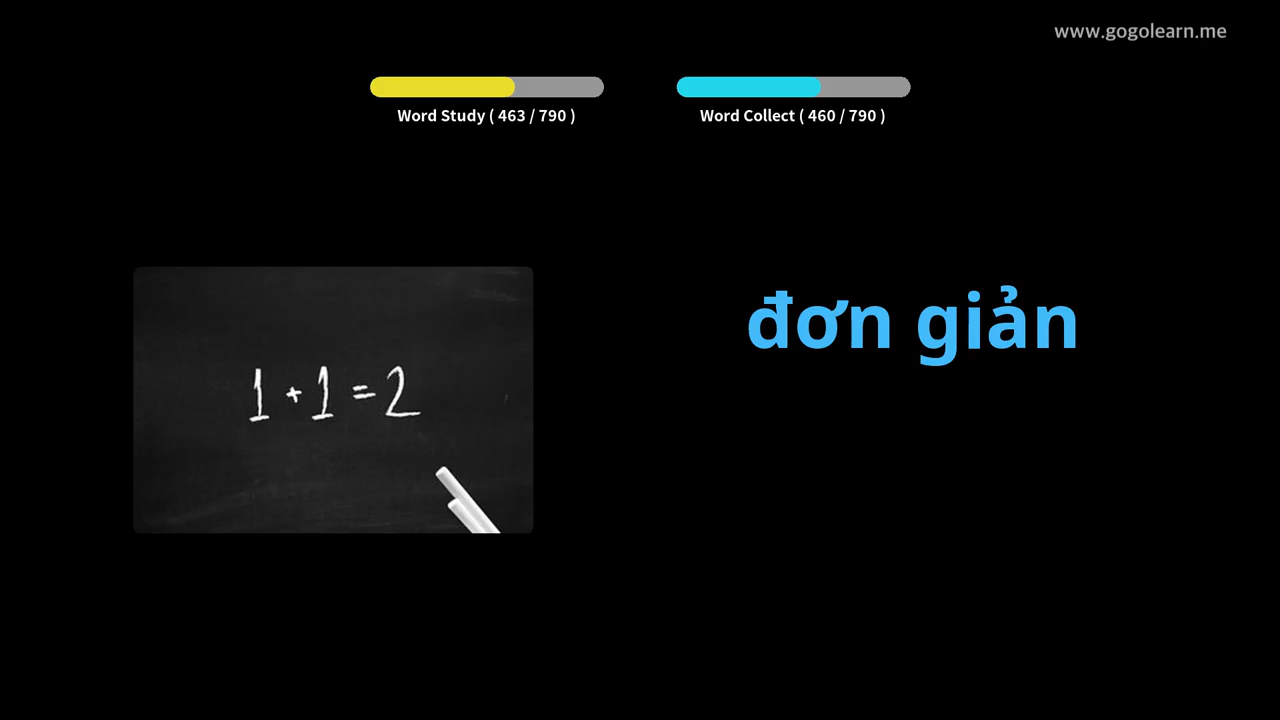 www.gogolearn.me
Word Study ( 463 / 790 )
Word Collect ( 460 / 790 )
đơn giản
1 + 1 = 2